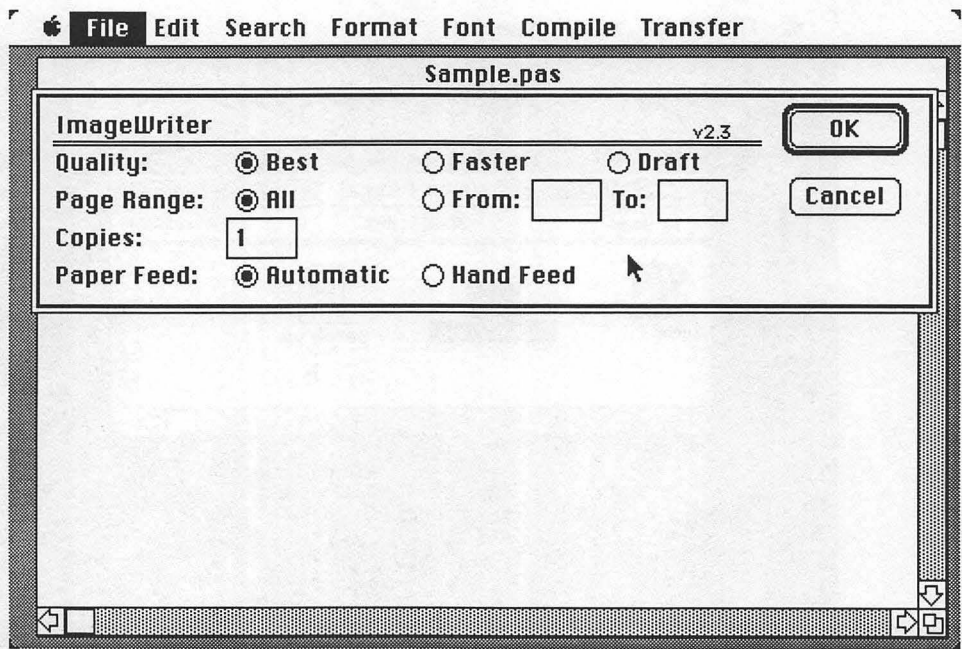 File Edit Search Format Font Compile Transfer
Sample.pas
ImageWriter v2.3 OK
Quality: Best Faster Draft
Page Range: All From: To: Cancel
Copies: 1
Paper Feed: Automatic Hand Feed